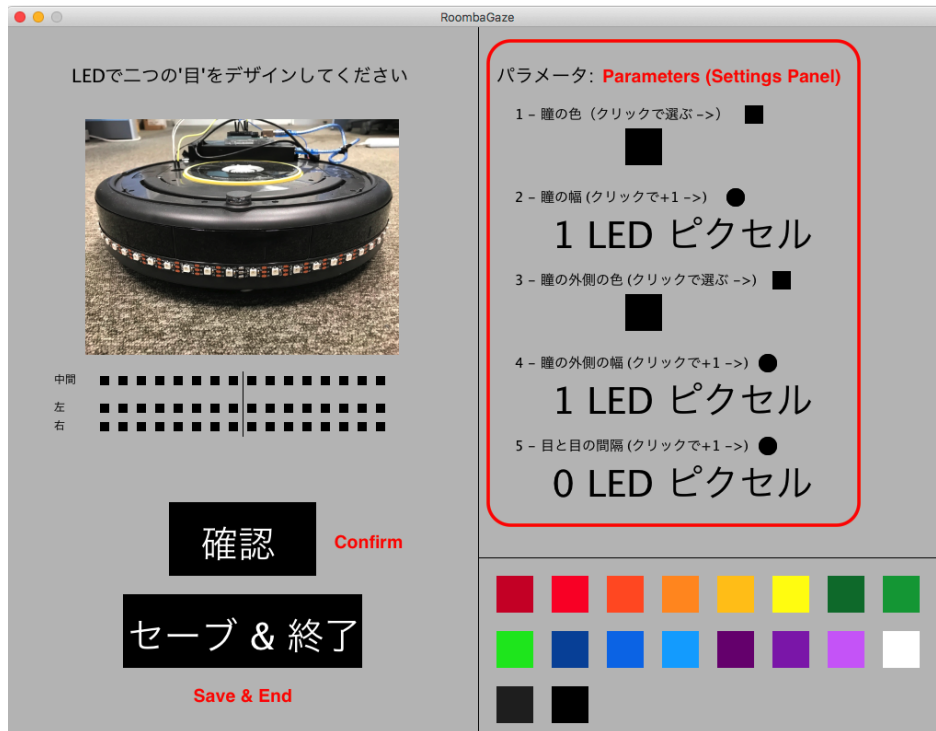 RoombaGaze
LEDで二つの'目'をデザインしてください
中間
左
右
確認
Confirm
セーブ & 終了
Save & End
パラメータ: Parameters (Settings Panel)
1 – 瞳の色（クリックで選ぶ –>）
2 – 瞳の幅 (クリックで+1 –>)
1 LED ピクセル
3 – 瞳の外側の色 (クリックで選ぶ –>)
4 – 瞳の外側の幅 (クリックで+1 –>)
1 LED ピクセル
5 – 目と目の間隔 (クリックで+1 –>)
0 LED ピクセル